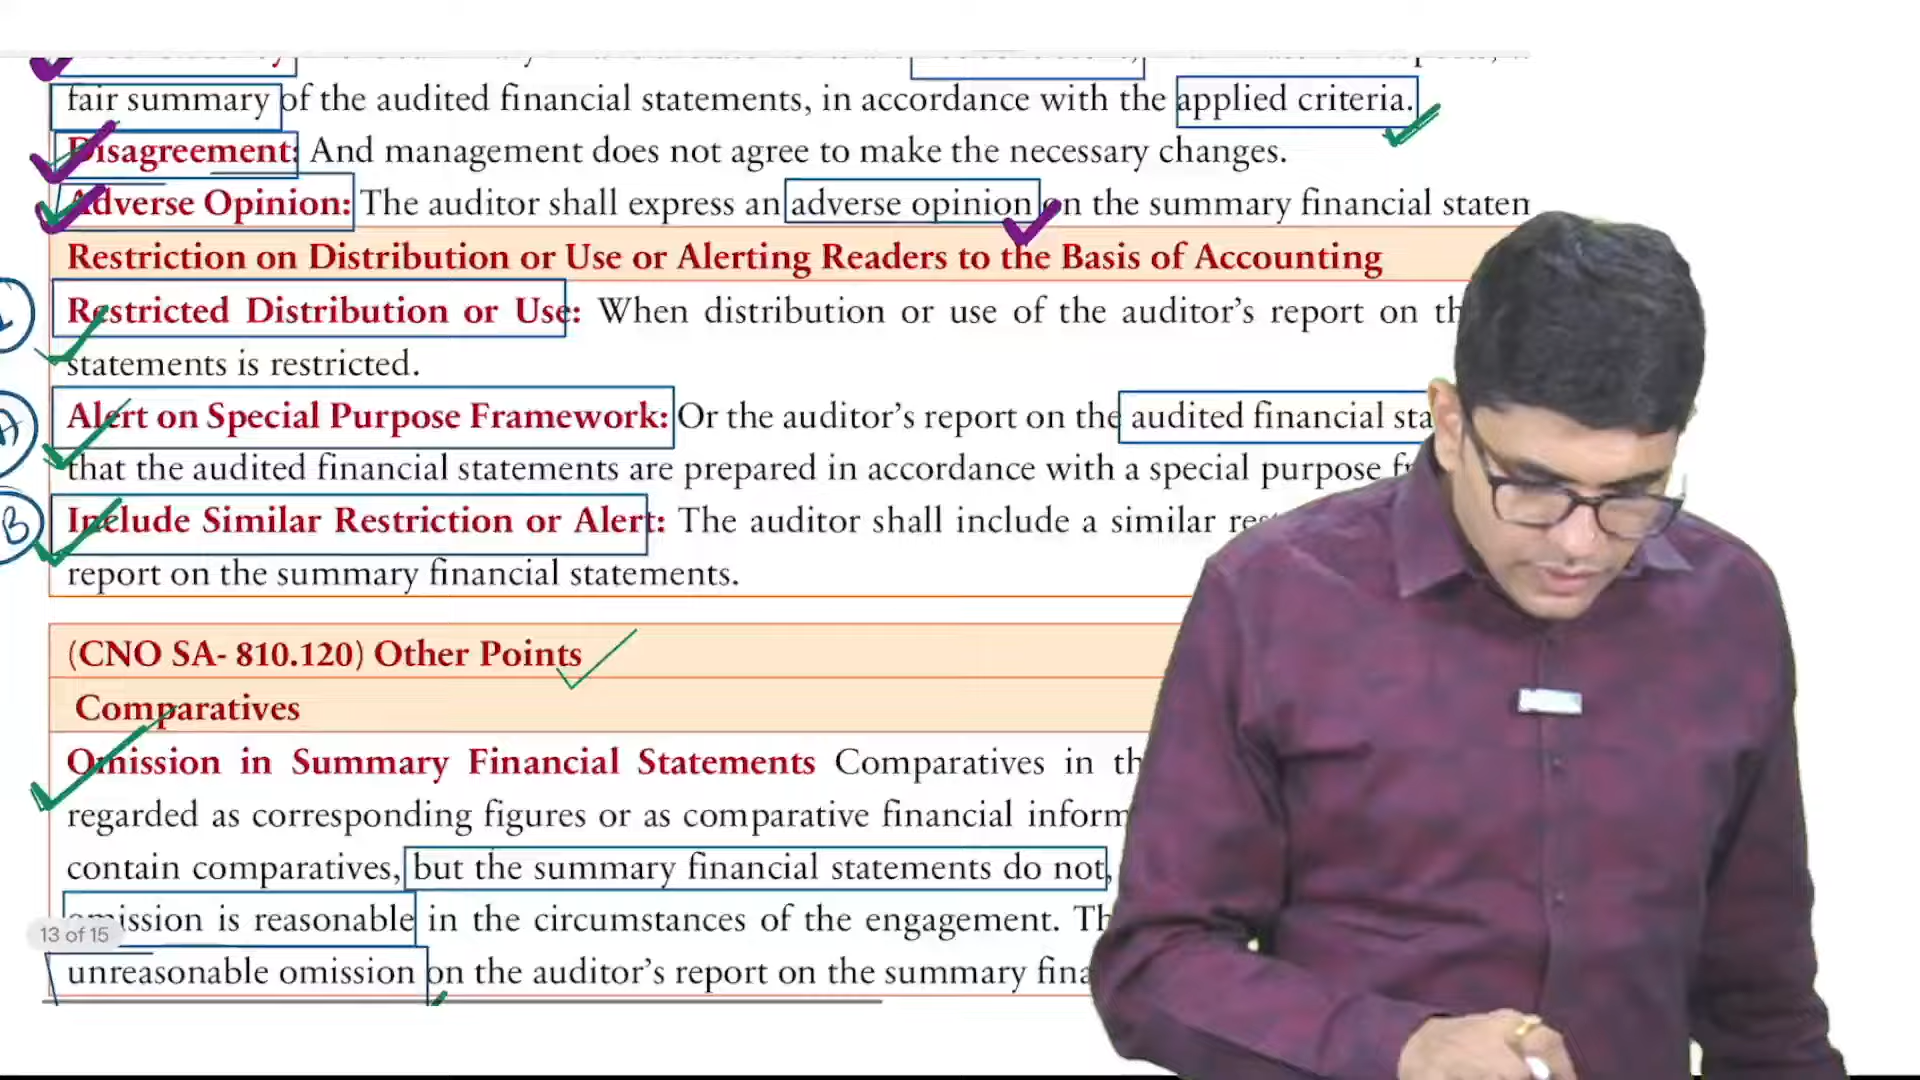 fair summary of the audited financial statements, in accordance with the applied criteria.
Disagreement: And management does not agree to make the necessary changes.
Adverse Opinion: The auditor shall express an adverse opinion on the summary financial staten
Restriction on Distribution or Use or Alerting Readers to the Basis of Accounting
Restricted Distribution or Use: When distribution or use of the auditor's report on th
statements is restricted.
Alert on Special Purpose Framework: Or the auditor's report on the audited financial sta
that the audited financial statements are prepared in accordance with a special purpose
A
Include Similar Restriction or Alert: The auditor shall include a similar
B
report on the summary financial statements.
(CNO SA- 810.120) Other Points
Comparatives
Omission in Summary Financial Statements Comparatives in th
regarded as corresponding figures or as comparative financial inform
contain comparatives, but the summary financial statements do not,
omission is reasonable in the circumstances of the engagement. Th
13 of 15
unreasonable omission on the auditor's report on the summary fina